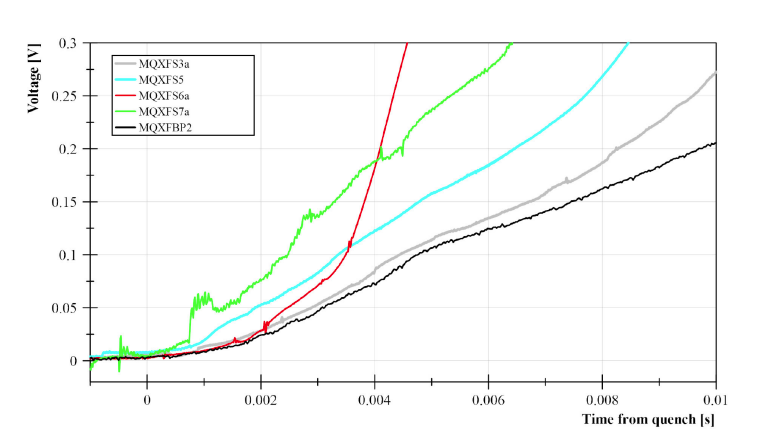 Voltage [V]
0.3
0.25
0.2
0.15
0.1
0.05
0
MQXFS3a
MQXFS5
MQXFS6a
MQXFS7a
MQXFBP2
0
0.002
0.004
0.006
0.008
0.01
Time from quench [s]